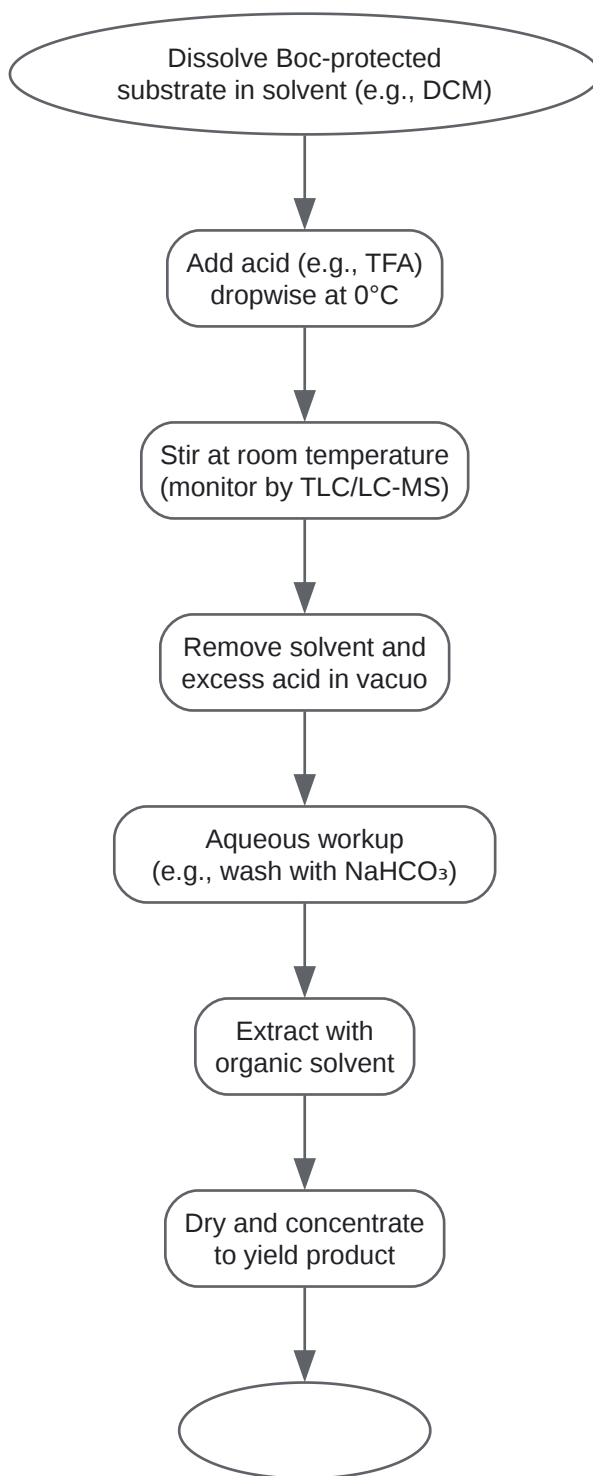 Dissolve Boc-protected
substrate in solvent (e.g., DCM)
Add acid (e.g., TFA)
dropwise at 0°C
Stir at room temperature
(monitor by TLC/LC-MS)
Remove solvent and
excess acid in vacuo
Aqueous workup
(e.g., wash with NaHCO₃)
Extract with
organic solvent
Dry and concentrate
to yield product